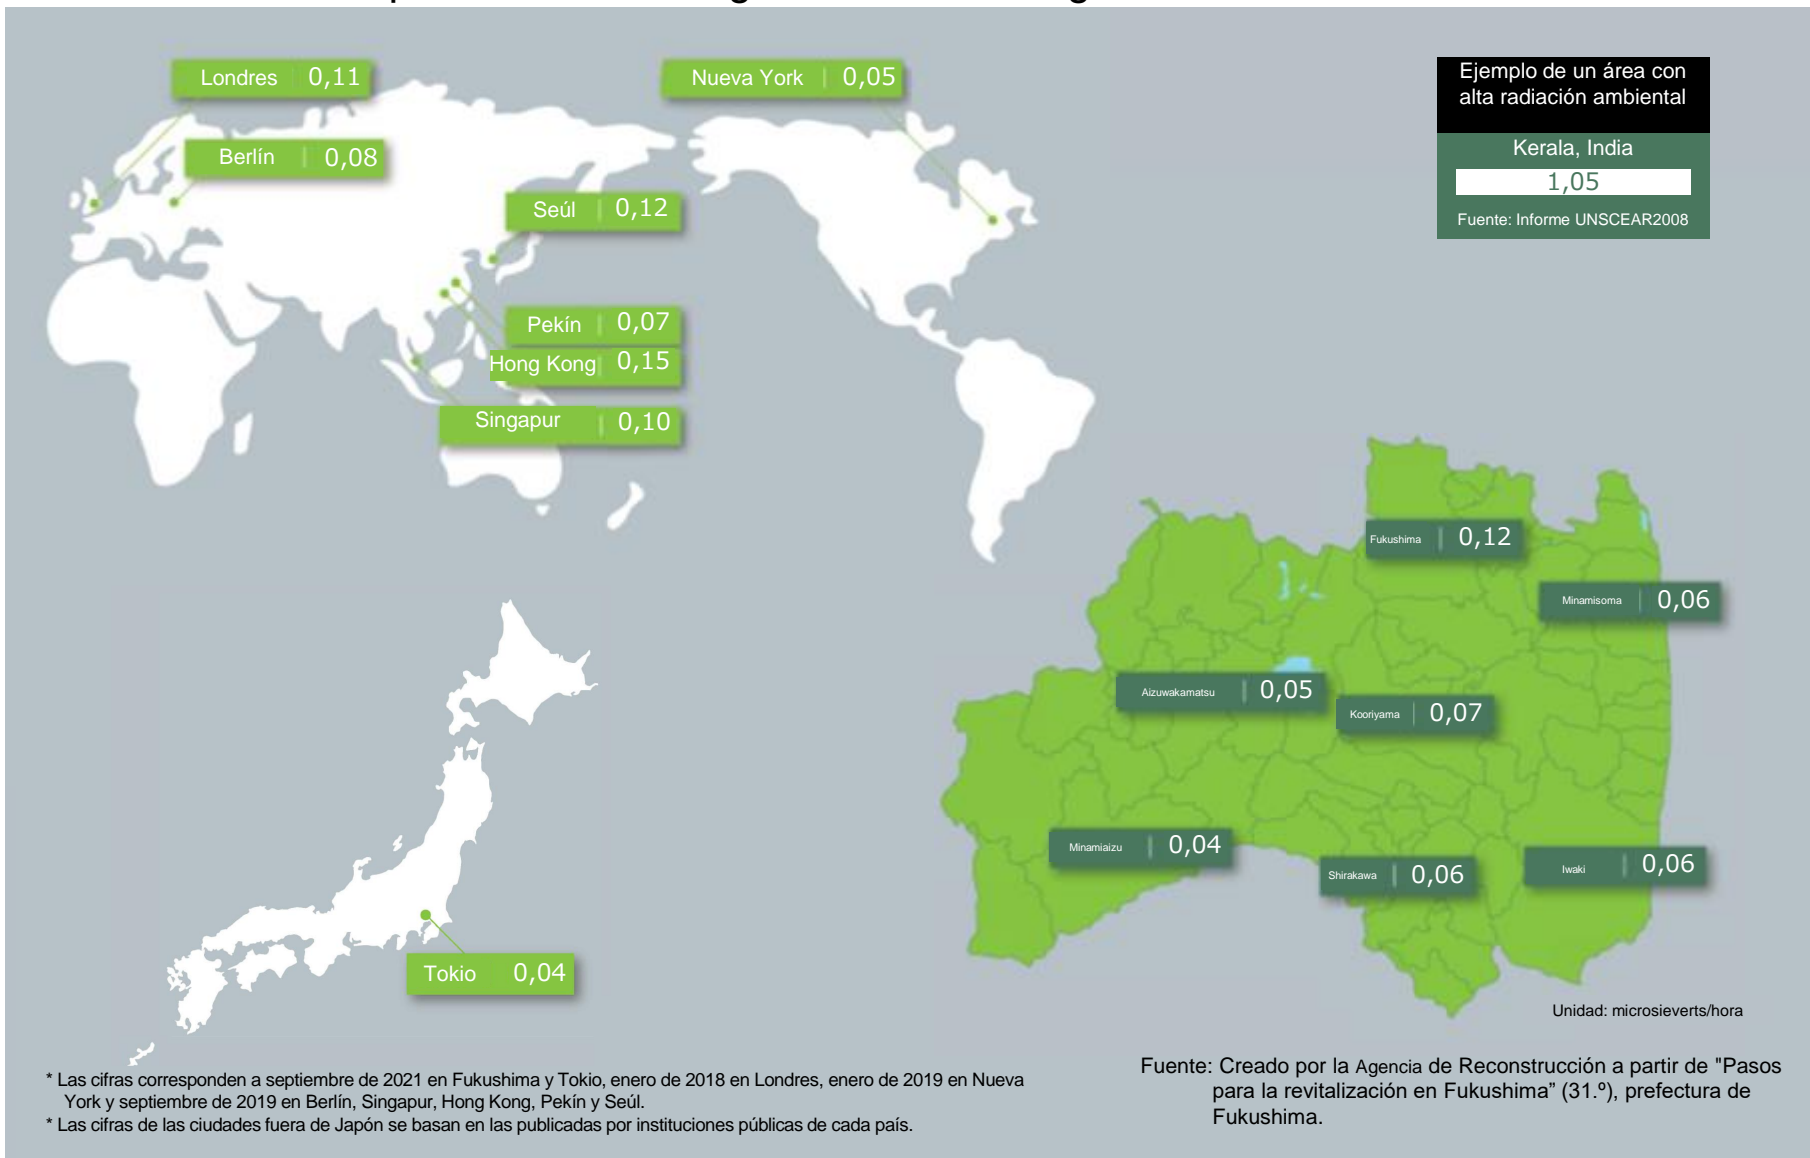 Londres 0,11
Nueva York 0,05
Ejemplo de un área con
alta radiación ambiental
Kerala, India
1,05
Fuente: Informe UNSCEAR2008
Berlín 0,08
Seúl 0,12
Pekín 0,07
Hong Kong 0,15
Singapur 0,10
Fukushima 0,12
Minamisoma 0,06
Aizuwakamatsu 0,05
Kooriyama 0,07
Minamiaizu 0,04
Shirakawa 0,06
Iwaki 0,06
Tokio 0,04
Unidad: microsieverts/hora
* Las cifras corresponden a septiembre de 2021 en Fukushima y Tokio, enero de 2018 en Londres, enero de 2019 en Nueva
York y septiembre de 2019 en Berlín, Singapur, Hong Kong, Pekín y Seúl.
* Las cifras de las ciudades fuera de Japón se basan en las publicadas por instituciones públicas de cada país.
Fuente: Creado por la Agencia de Reconstrucción a partir de "Pasos
para la revitalización en Fukushima” (31.º), prefectura de
Fukushima.